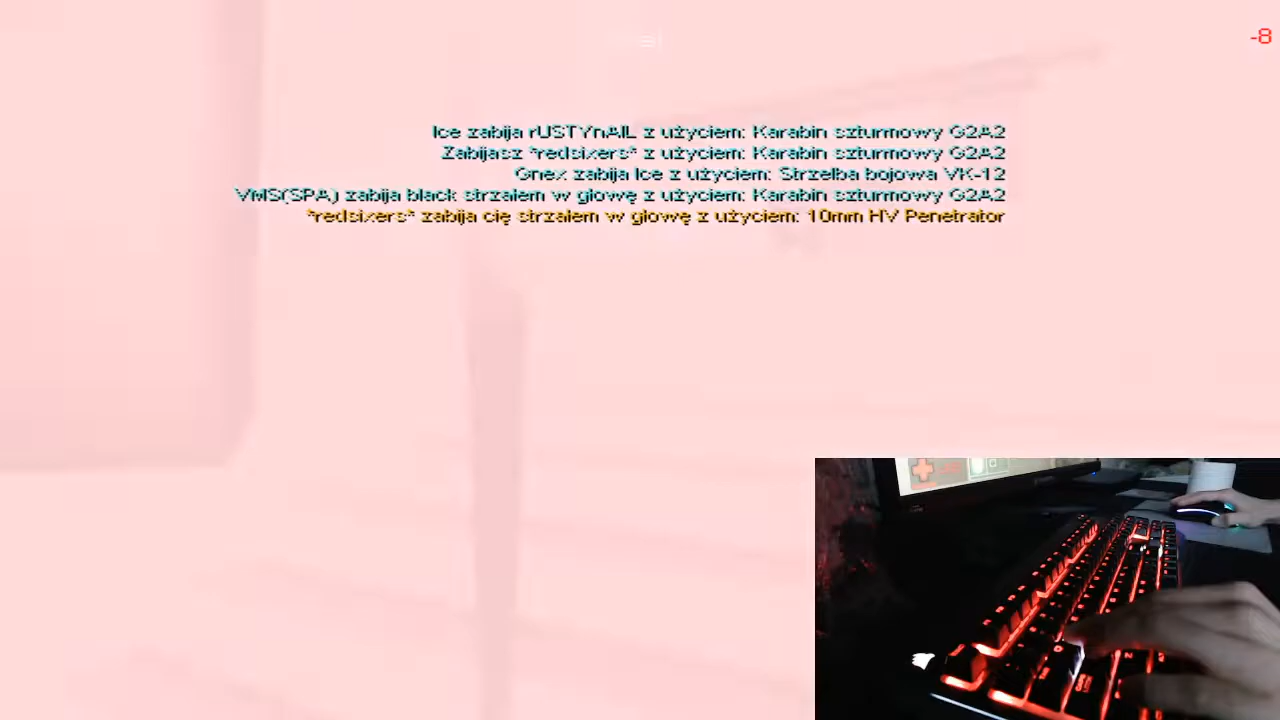 -8
Ice zabija rUSTYnAIL z użyciem: Karabin szturmowy G2A2
Zabijasz *redsixers* z użyciem: Karabin szturmowy G2A2
Gnex zabija Ice z użyciem: Strzelba bojowa VK-12
VMS(SPA) zabija black strzałem w głowę z użyciem: Karabin szturmowy G2A2
*redsixers* zabija cię strzałem w głowę z użyciem: 10mm HV Penetrator